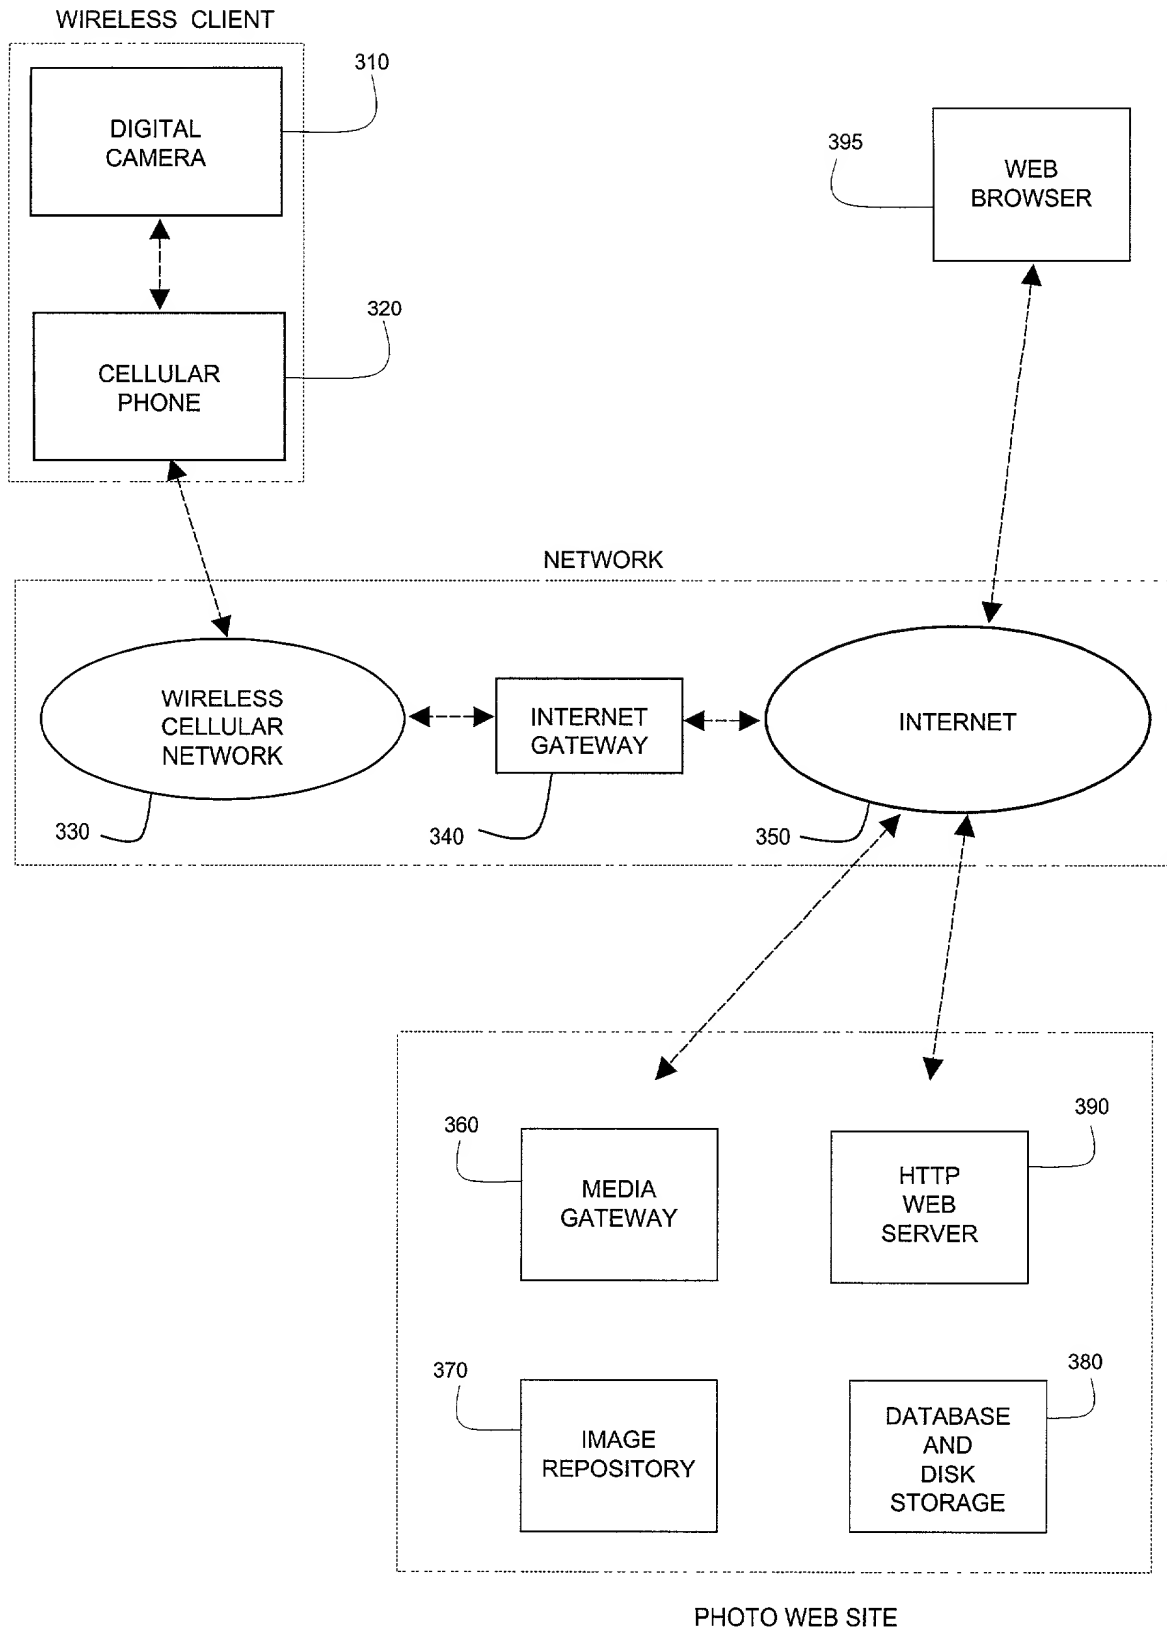 WIRELESS CLIENT
310
DIGITAL
CAMERA
395
WEB
BROWSER
320
CELLULAR
PHONE
NETWORK
WIRELESS
CELLULAR
NETWORK
INTERNET
GATEWAY
INTERNET
330
340
350
360
390
MEDIA
GATEWAY
HTTP
WEB
SERVER
370
380
IMAGE
REPOSITORY
DATABASE
AND
DISK
STORAGE
PHOTO WEB SITE